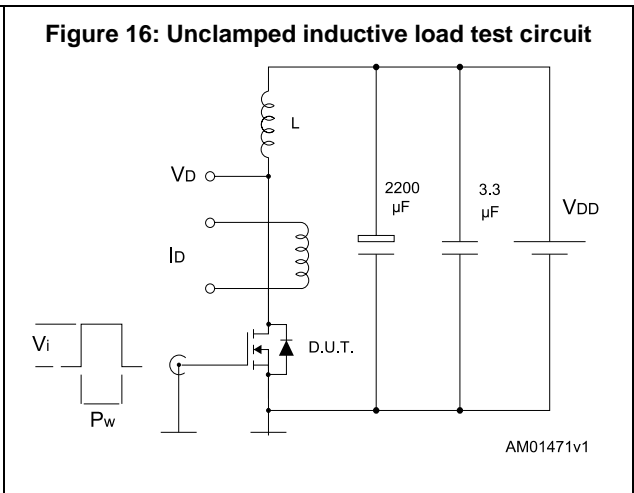 Figure 16: Unclamped inductive load test circuit
L
VD
2200
µF
3.3
µF
VDD
ID
Vi
D.U.T.
Pw
AM01471v1